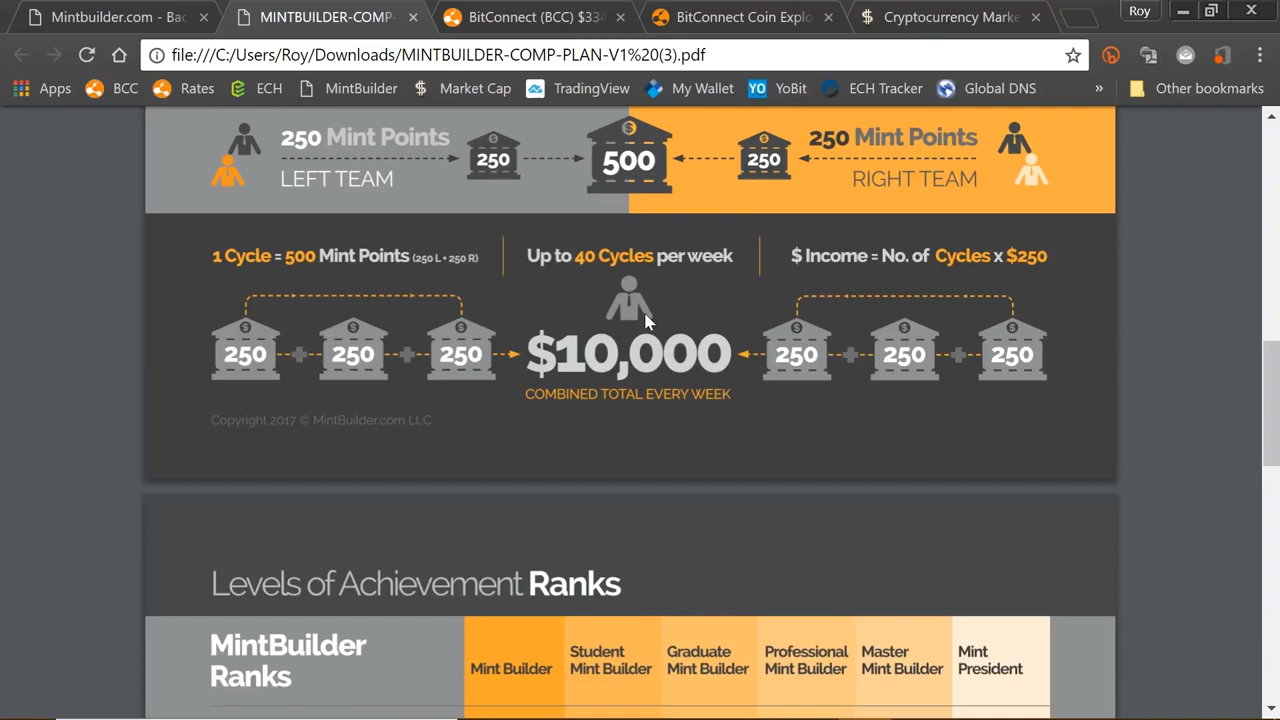 Mintbuilder.com - Bac
MINTBUILDER-COMP-
BitConnect (BCC) $334
BitConnect Coin Explo
Cryptocurrency Marke
Roy
file:///C:/Users/Roy/Downloads/MINTBUILDER-COMP-PLAN-V1%20(3).pdf
Apps
BCC
Rates
ECH
MintBuilder
Market Cap
TradingView
My Wallet
YO YoBit
ECH Tracker
Global DNS
»
Other bookmarks
250 Mint Points
LEFT TEAM
250
500
250
250 Mint Points
RIGHT TEAM
1 Cycle = 500 Mint Points (250 L + 250 R)
Up to 40 Cycles per week
$ Income = No. of Cycles x $250
250 + 250 + 250
$10,000
250 + 250 + 250
COMBINED TOTAL EVERY WEEK
Copyright 2017 © MintBuilder.com LLC
Levels of Achievement Ranks
MintBuilder
Ranks
Mint Builder
Student
Mint Builder
Graduate
Mint Builder
Professional
Mint Builder
Master
Mint Builder
Mint
President